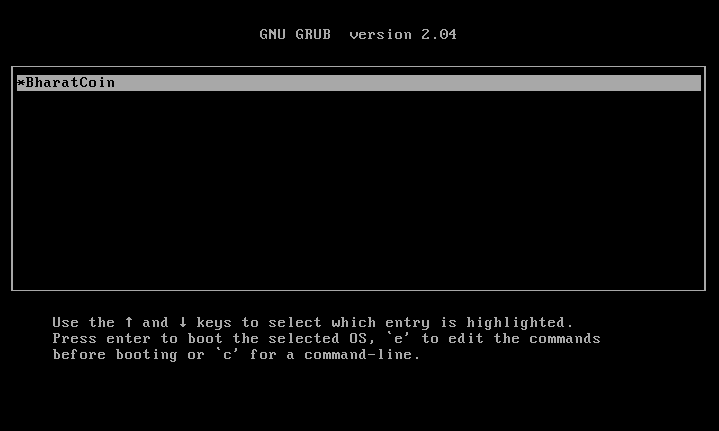 GNU GRUB  version 2.04
*BharatCoin
Use the ↑ and ↓ keys to select which entry is highlighted.
Press enter to boot the selected OS, `e' to edit the commands
before booting or `c' for a command-line.